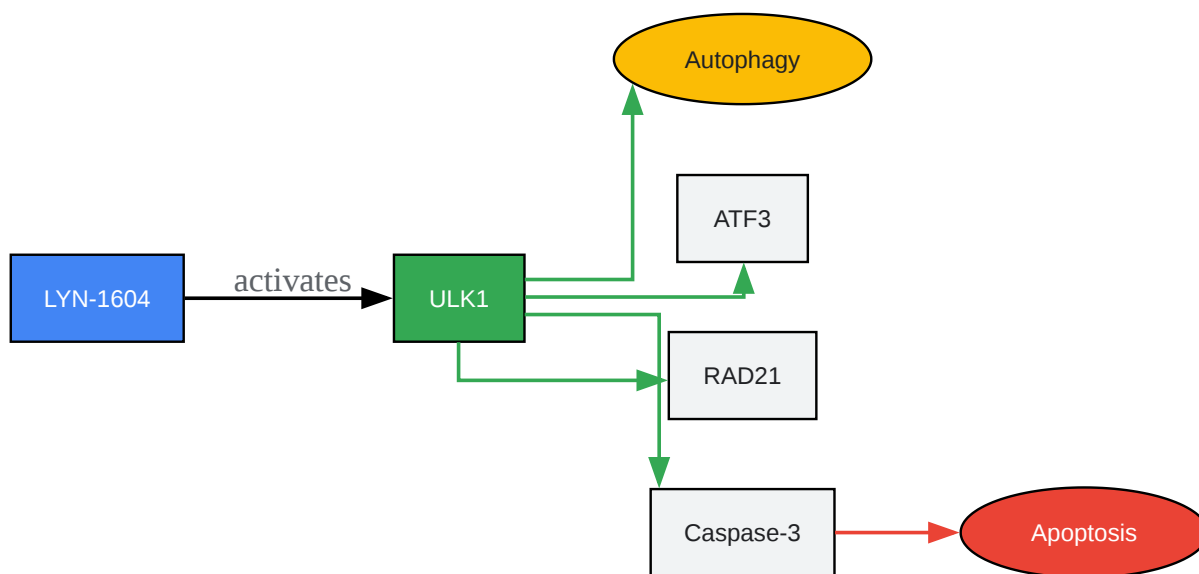 Autophagy
ATF3
LYN-1604
activates
ULK1
RAD21
Caspase-3
Apoptosis